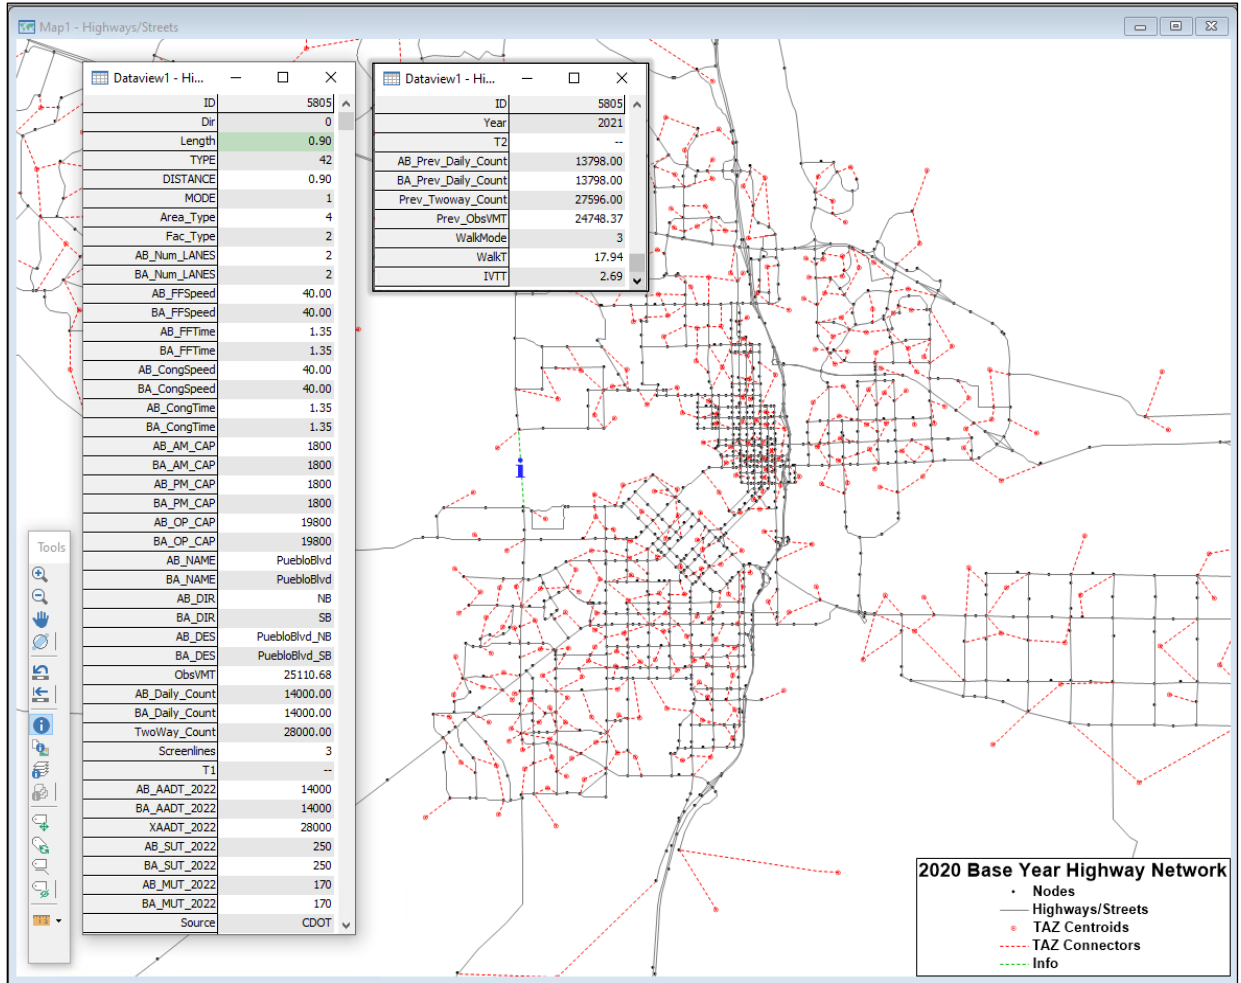 Map1 - Highways/Streets
Dataview1 - Hi...
ID 5805
Dir 0
Length 0.90
TYPE 42
DISTANCE 0.90
MODE 1
Area_Type 4
Fac_Type 2
AB_Num_LANES 2
BA_Num_LANES 2
AB_FFSpeed 40.00
BA_FFSpeed 40.00
AB_FFTime 1.35
BA_FFTime 1.35
AB_CongSpeed 40.00
BA_CongSpeed 40.00
AB_CongTime 1.35
BA_CongTime 1.35
AB_AM_CAP 1800
BA_AM_CAP 1800
AB_PM_CAP 1800
BA_PM_CAP 1800
AB_OP_CAP 19800
BA_OP_CAP 19800
AB_NAME PuebloBlvd
BA_NAME PuebloBlvd
AB_DIR NB
BA_DIR SB
AB_DES PuebloBlvd_NB
BA_DES PuebloBlvd_SB
ObsVMT 25110.68
AB_Daily_Count 14000.00
BA_Daily_Count 14000.00
TwoWay_Count 28000.00
Screenlines 3
T1 --
AB_AADT_2022 14000
BA_AADT_2022 14000
XAADT_2022 28000
AB_SUT_2022 250
BA_SUT_2022 250
AB_MUT_2022 170
BA_MUT_2022 170
Source CDOT
Dataview1 - Hi...
ID 5805
Year 2021
T2 --
AB_Prev_Daily_Count 13798.00
BA_Prev_Daily_Count 13798.00
Prev_Twoway_Count 27596.00
Prev_ObsVMT 24748.37
WalkMode 3
WalkT 17.94
IVTT 2.69
Tools
2020 Base Year Highway Network
Nodes
Highways/Streets
TAZ Centroids
TAZ Connectors
Info